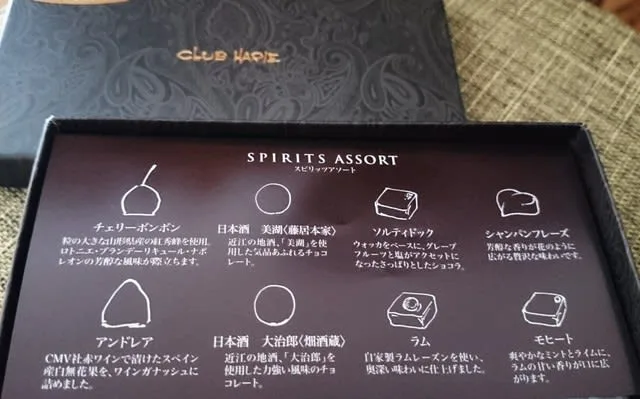 CLUB HARIE
SPIRITS ASSORT
スピリッツアソート
チェリーボンボン
粒の大きな山形県産の紅秀峰を使用。
ロトニエ・ブランデーリキュール・ナポ
レオンの芳醇な風味が際立ちます。
日本酒 美湖〈藤居本家〉
近江の地酒、「美湖」を使
用した気品あふれるチョコ
レート。
ソルティドック
ウォッカをベースに、グレープ
フルーツと塩がアクセントに
なったさっぱりとしたショコラ。
シャンパンフレーズ
芳醇な香りが花のように
広がる贅沢な味わいです。
アンドレア
CMV社赤ワインで漬けたスペイン
産白無花果を、ワインガナッシュに
詰めました。
日本酒 大治郎〈畑酒蔵〉
近江の地酒、「大治郎」を
使用した力強い風味のチョ
コレート。
ラム
自家製ラムレーズンを使い、
奥深い味わいに仕上げました。
モヒート
爽やかなミントとライムに、
ラムの甘い香りが口に広
がります。